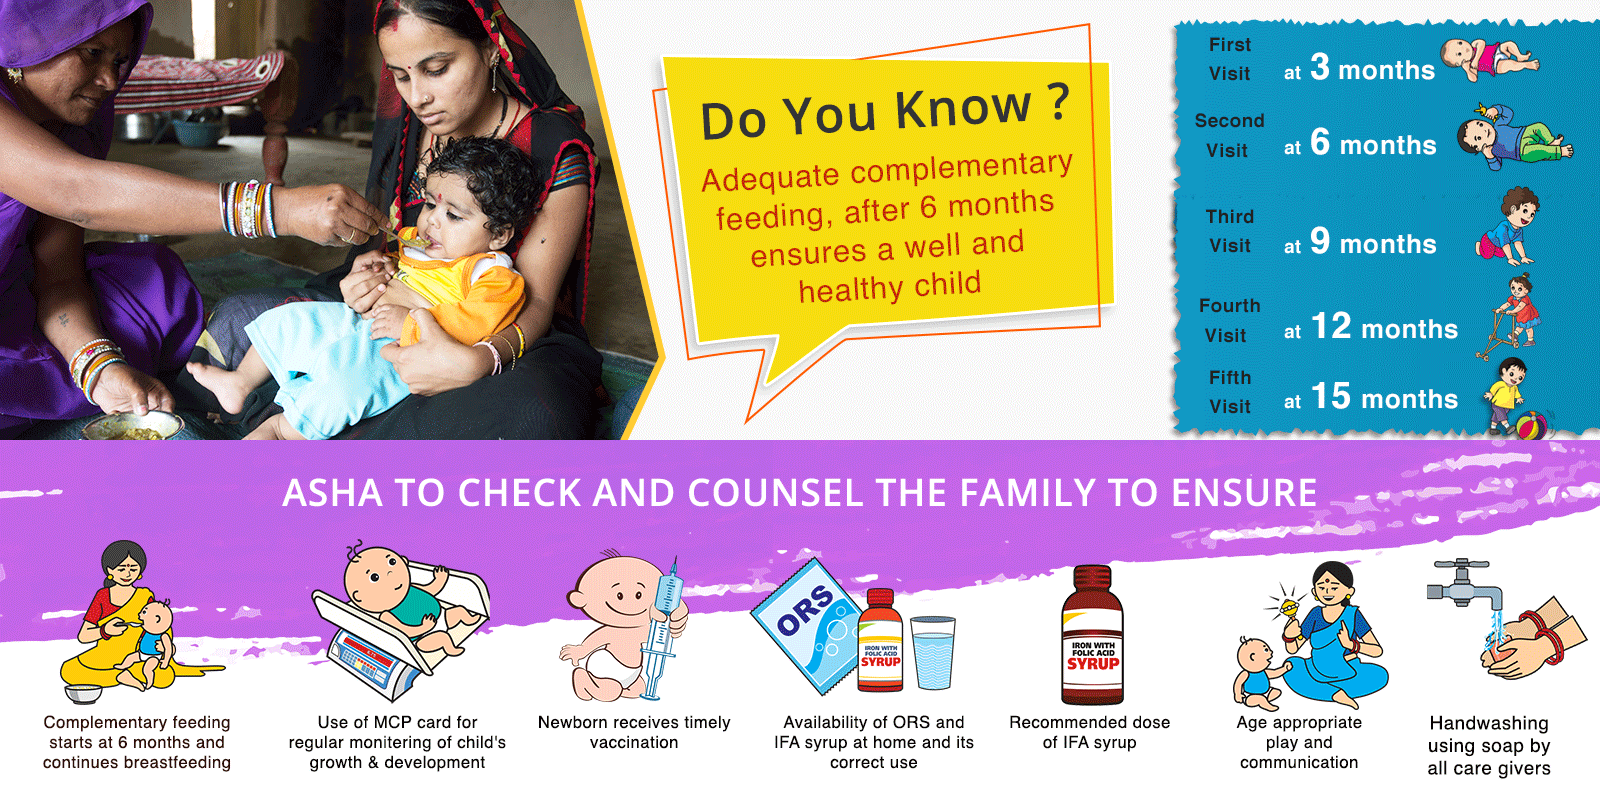 Do You Know ?
Adequate complementary
feeding, after 6 months
ensures a well and
healthy child
First
Visit at 3 months
Second
Visit at 6 months
Third
Visit at 9 months
Fourth
Visit at 12 months
Fifth
Visit at 15 months
ASHA TO CHECK AND COUNSEL THE FAMILY TO ENSURE
Complementary feeding
starts at 6 months and
continues breastfeeding
Use of MCP card for
regular monitering of child's
growth & development
Newborn receives timely
vaccination
ORS
IRON WITH
FOLIC ACID
SYRUP
Availability of ORS and
IFA syrup at home and its
correct use
IRON WITH
FOLIC ACID
SYRUP
Recommended dose
of IFA syrup
Age appropriate
play and
communication
Handwashing
using soap by
all care givers